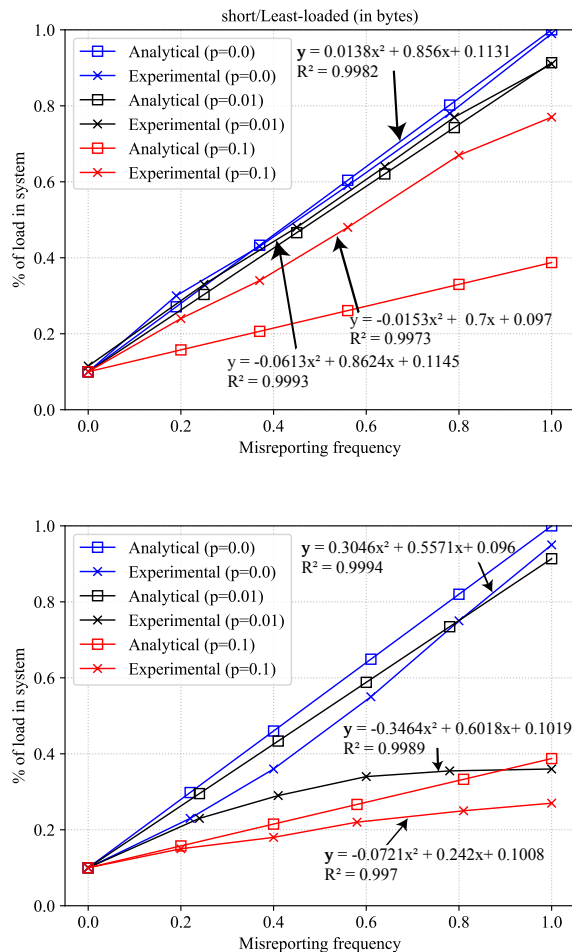 short/Least-loaded (in bytes)
1.0
0.8
0.6
0.4
0.2
0.0
% of load in system
Analytical (p=0.0)
Experimental (p=0.0)
Analytical (p=0.01)
Experimental (p=0.01)
Analytical (p=0.1)
Experimental (p=0.1)
y = 0.0138x² + 0.856x+ 0.1131
R² = 0.9982
y = -0.0153x² + 0.7x + 0.097
R² = 0.9973
y = -0.0613x² + 0.8624x + 0.1145
R² = 0.9993
0.0 0.2 0.4 0.6 0.8 1.0
Misreporting frequency
1.0
0.8
0.6
0.4
0.2
0.0
% of load in system
Analytical (p=0.0)
Experimental (p=0.0)
Analytical (p=0.01)
Experimental (p=0.01)
Analytical (p=0.1)
Experimental (p=0.1)
y = 0.3046x² + 0.5571x+ 0.096
R² = 0.9994
y = -0.3464x² + 0.6018x+ 0.1019
R² = 0.9989
y = -0.0721x² + 0.242x+ 0.1008
R² = 0.997
0.0 0.2 0.4 0.6 0.8 1.0
Misreporting frequency